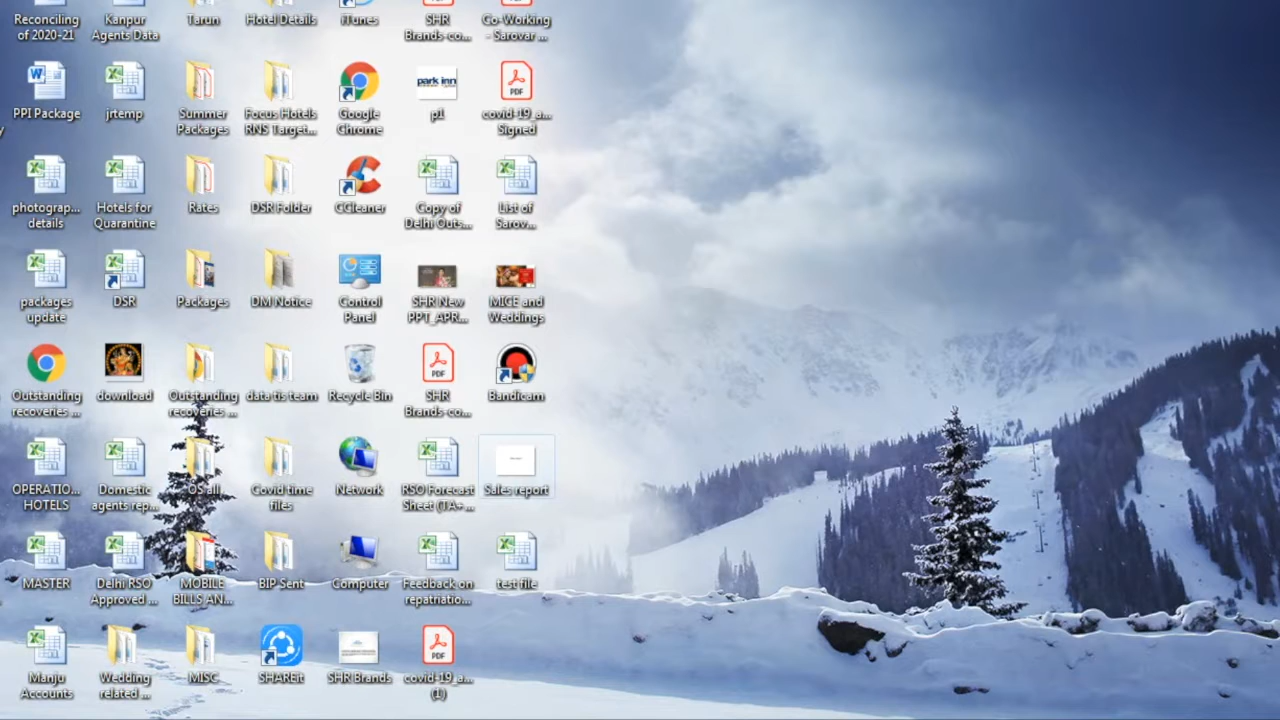 Reconciling
of 2020-21
Kanpur
Agents Data
Tarun
Hotel Details
iTunes
SHR
Brands-co...
Co-Working
- Sarovar ...
PPI Package
jrtemp
Summer
Packages
Focus Hotels
RNS Target...
Google
Chrome
park inn
p1
PDF
covid-19_a...
Signed
photograp...
details
Hotels for
Quarantine
Rates
DSR Folder
CCleaner
Copy of
Delhi Outs...
List of
Sarov...
packages
update
DSR
Packages
DM Notice
Control
Panel
SHR New
PPT_APR...
MICE and
Weddings
Outstanding
recoveries ...
download
Outstanding
recoveries ...
data tis team
Recycle Bin
PDF
SHR
Brands-co...
Bandicam
OPERATIO...
HOTELS
Domestic
agents rep...
OS all
Covid time
files
Network
RSO Forecast
Sheet (TA+...
Sales report
MASTER
Delhi RSO
Approved ...
MOBILE
BILLS AN...
BIP Sent
Computer
Feedback on
repatriatio...
test file
Manju
Accounts
Wedding
related ...
MISC
SHAREit
SHR Brands
PDF
covid-19_a...
(1)